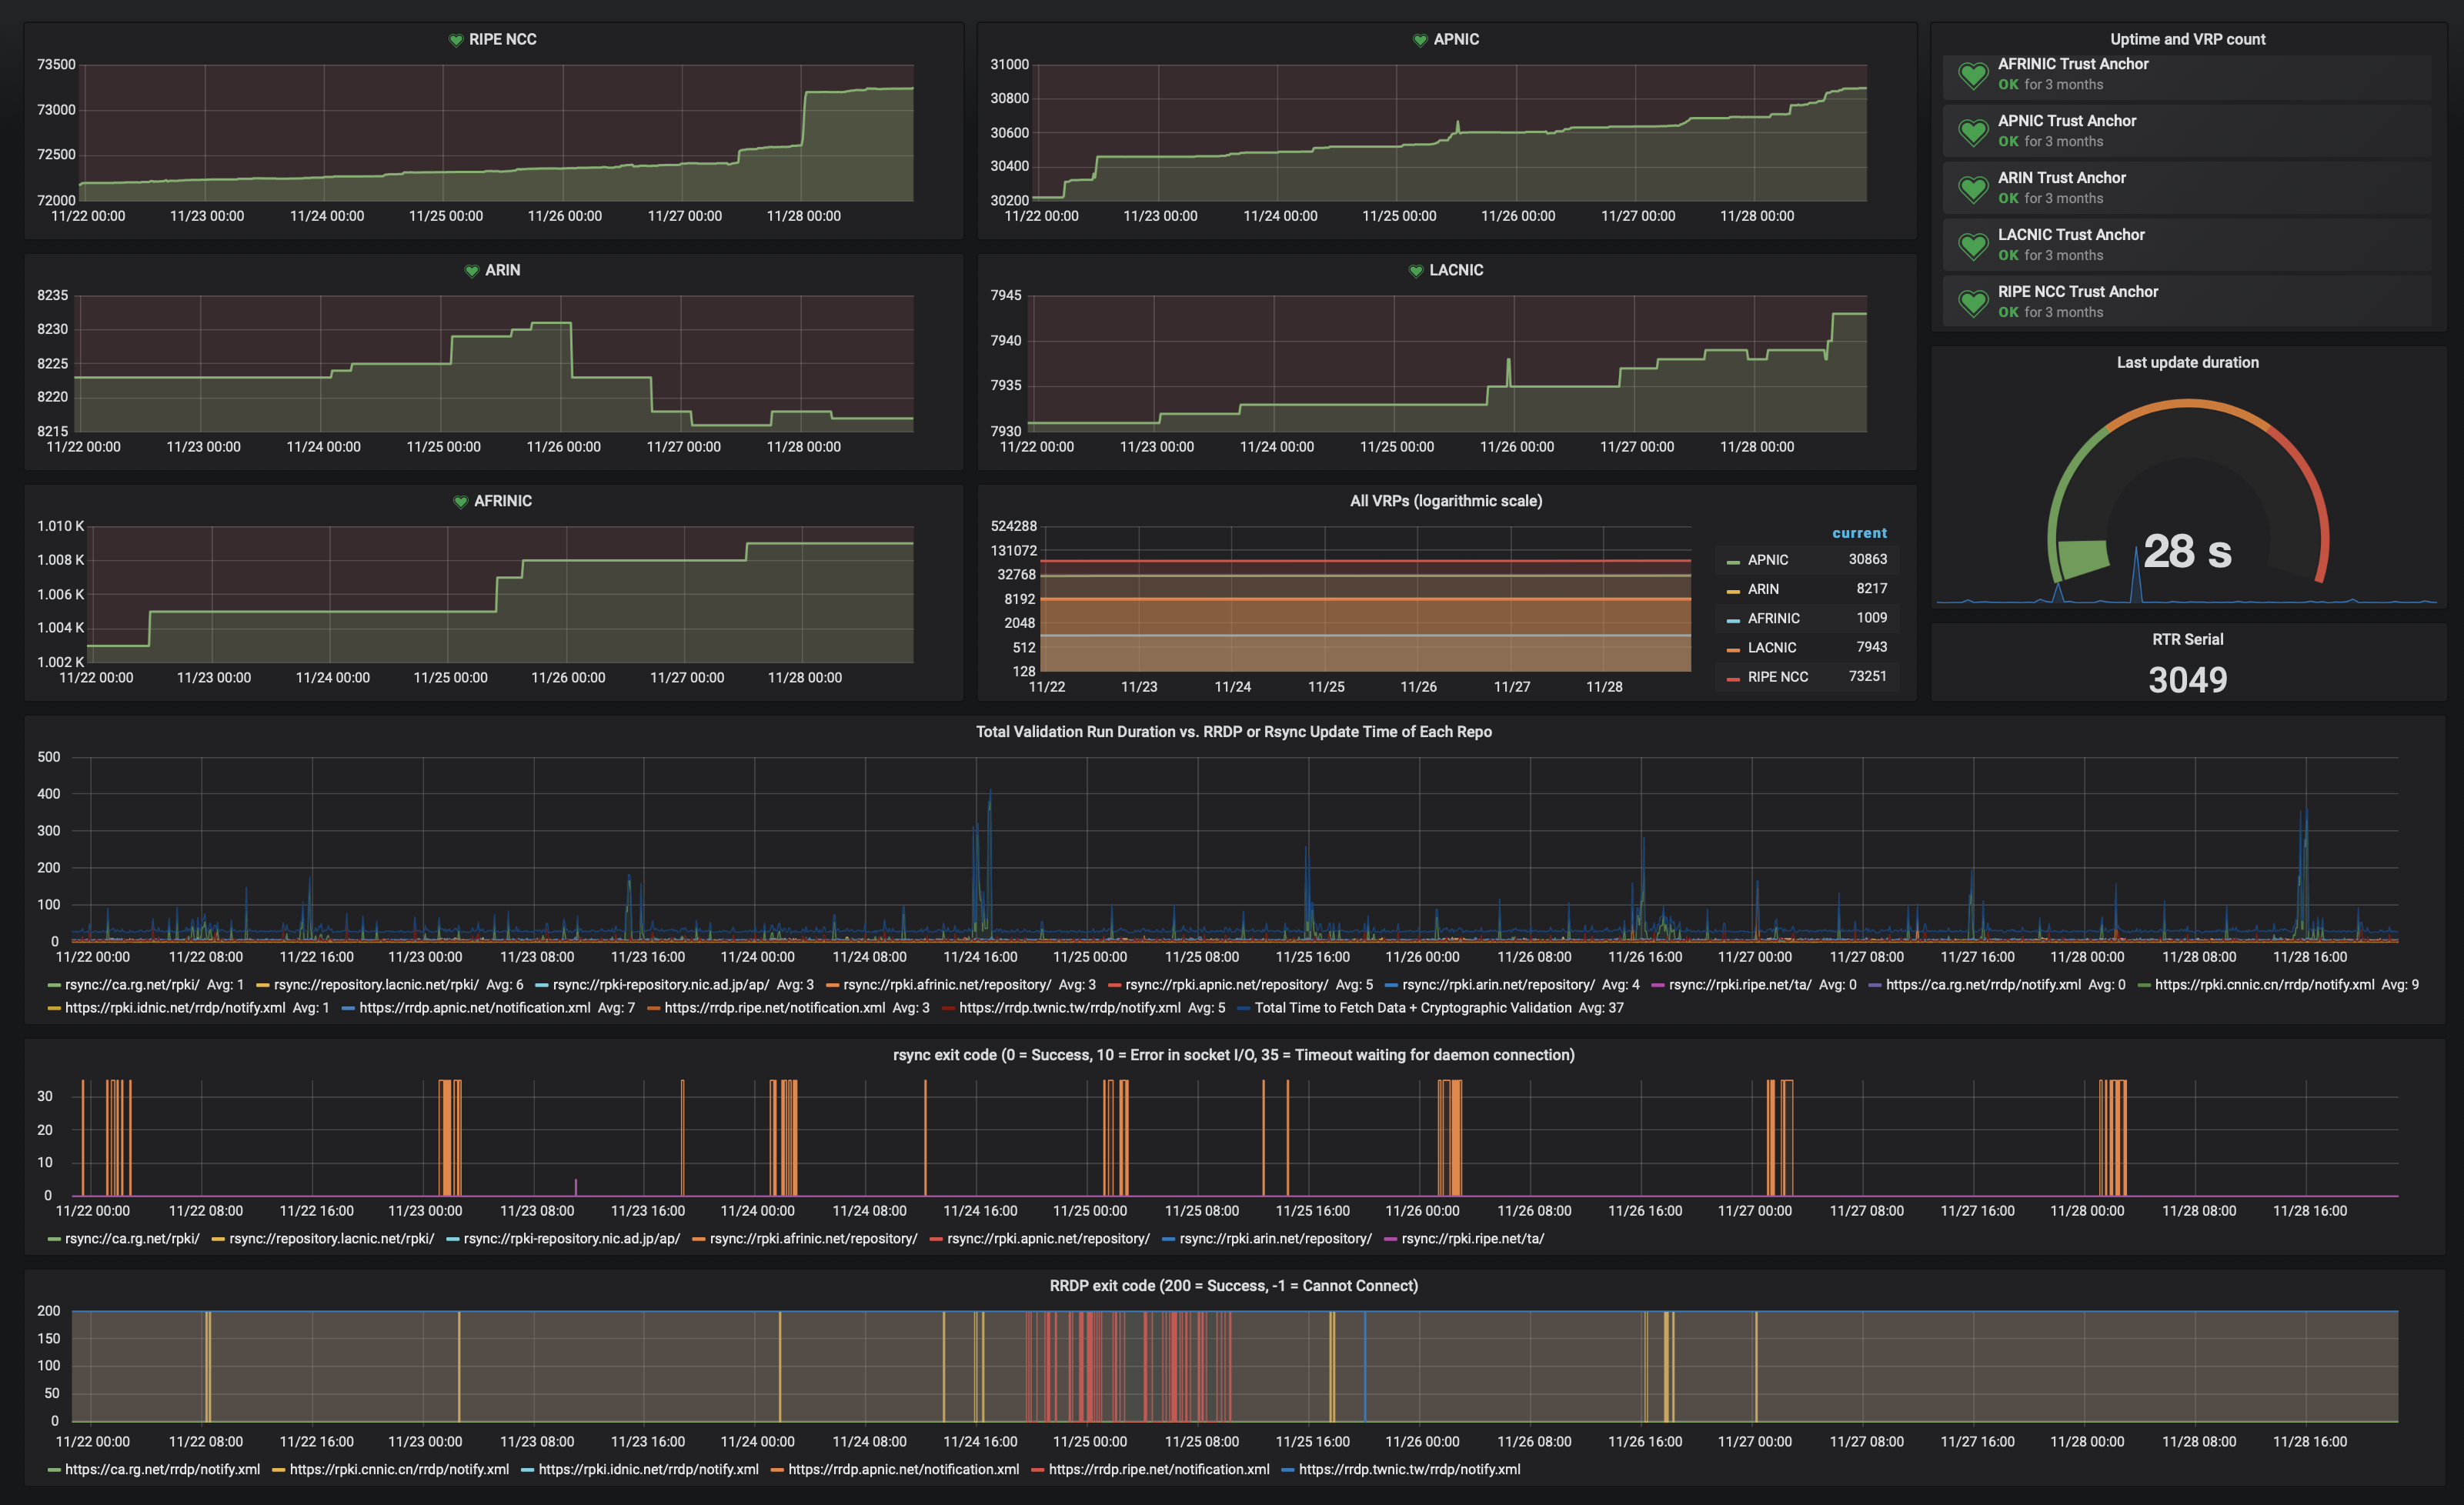 RIPE NCC
73500
73000
72500
72000
11/22 00:00 11/23 00:00 11/24 00:00 11/25 00:00 11/26 00:00 11/27 00:00 11/28 00:00
APNIC
31000
30800
30600
30400
30200
11/22 00:00 11/23 00:00 11/24 00:00 11/25 00:00 11/26 00:00 11/27 00:00 11/28 00:00
Uptime and VRP count
AFRINIC Trust Anchor
OK for 3 months
APNIC Trust Anchor
OK for 3 months
ARIN Trust Anchor
OK for 3 months
LACNIC Trust Anchor
OK for 3 months
RIPE NCC Trust Anchor
OK for 3 months
ARIN
8235
8230
8225
8220
8215
11/22 00:00 11/23 00:00 11/24 00:00 11/25 00:00 11/26 00:00 11/27 00:00 11/28 00:00
LACNIC
7945
7940
7935
7930
11/22 00:00 11/23 00:00 11/24 00:00 11/25 00:00 11/26 00:00 11/27 00:00 11/28 00:00
Last update duration
28 s
AFRINIC
1.010 K
1.008 K
1.006 K
1.004 K
1.002 K
11/22 00:00 11/23 00:00 11/24 00:00 11/25 00:00 11/26 00:00 11/27 00:00 11/28 00:00
All VRPs (logarithmic scale)
524288
131072
32768
8192
2048
512
128
11/22 11/23 11/24 11/25 11/26 11/27 11/28
current
APNIC 30863
ARIN 8217
AFRINIC 1009
LACNIC 7943
RIPE NCC 73251
RTR Serial
3049
Total Validation Run Duration vs. RRDP or Rsync Update Time of Each Repo
500
400
300
200
100
0
11/22 00:00 11/22 08:00 11/22 16:00 11/23 00:00 11/23 08:00 11/23 16:00 11/24 00:00 11/24 08:00 11/24 16:00 11/25 00:00 11/25 08:00 11/25 16:00 11/26 00:00 11/26 08:00 11/26 16:00 11/27 00:00 11/27 08:00 11/27 16:00 11/28 00:00 11/28 08:00 11/28 16:00
rsync://ca.rg.net/rpki/ Avg: 1 rsync://repository.lacnic.net/rpki/ Avg: 6 rsync://rpki-repository.nic.ad.jp/ap/ Avg: 3 rsync://rpki.afrinic.net/repository/ Avg: 3 rsync://rpki.apnic.net/repository/ Avg: 5 rsync://rpki.arin.net/repository/ Avg: 4 rsync://rpki.ripe.net/ta/ Avg: 0 https://ca.rg.net/rrdp/notify.xml Avg: 0 https://rpki.cnnic.cn/rrdp/notify.xml Avg: 9
https://rpki.idnic.net/rrdp/notify.xml Avg: 1 https://rrdp.apnic.net/notification.xml Avg: 7 https://rrdp.ripe.net/notification.xml Avg: 3 https://rrdp.twnic.tw/rrdp/notify.xml Avg: 5 Total Time to Fetch Data + Cryptographic Validation Avg: 37
rsync exit code (0 = Success, 10 = Error in socket I/O, 35 = Timeout waiting for daemon connection)
30
20
10
0
11/22 00:00 11/22 08:00 11/22 16:00 11/23 00:00 11/23 08:00 11/23 16:00 11/24 00:00 11/24 08:00 11/24 16:00 11/25 00:00 11/25 08:00 11/25 16:00 11/26 00:00 11/26 08:00 11/26 16:00 11/27 00:00 11/27 08:00 11/27 16:00 11/28 00:00 11/28 08:00 11/28 16:00
rsync://ca.rg.net/rpki/ rsync://repository.lacnic.net/rpki/ rsync://rpki-repository.nic.ad.jp/ap/ rsync://rpki.afrinic.net/repository/ rsync://rpki.apnic.net/repository/ rsync://rpki.arin.net/repository/ rsync://rpki.ripe.net/ta/
RRDP exit code (200 = Success, -1 = Cannot Connect)
200
150
100
50
0
11/22 00:00 11/22 08:00 11/22 16:00 11/23 00:00 11/23 08:00 11/23 16:00 11/24 00:00 11/24 08:00 11/24 16:00 11/25 00:00 11/25 08:00 11/25 16:00 11/26 00:00 11/26 08:00 11/26 16:00 11/27 00:00 11/27 08:00 11/27 16:00 11/28 00:00 11/28 08:00 11/28 16:00
https://ca.rg.net/rrdp/notify.xml https://rpki.cnnic.cn/rrdp/notify.xml https://rpki.idnic.net/rrdp/notify.xml https://rrdp.apnic.net/notification.xml https://rrdp.ripe.net/notification.xml https://rrdp.twnic.tw/rrdp/notify.xml